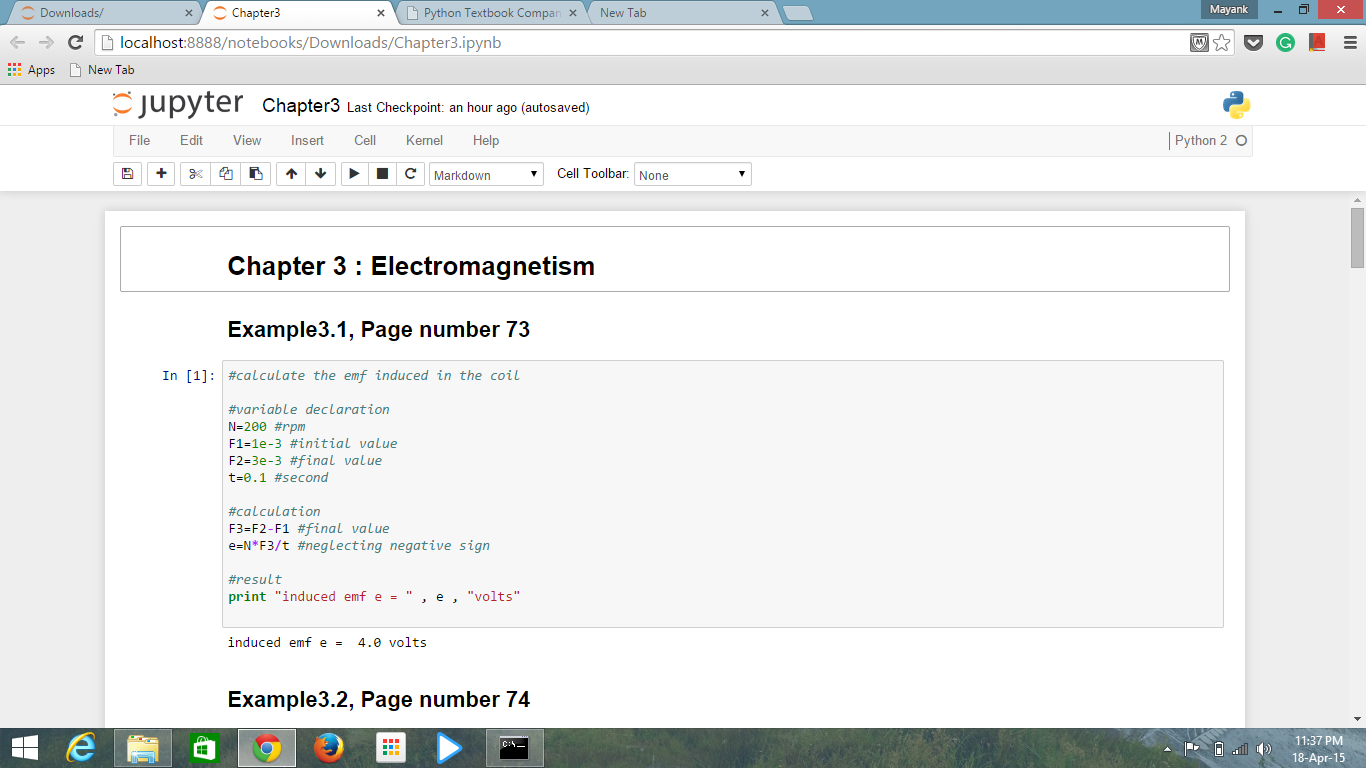 Downloads/
Chapter3
Python Textbook Compan
New Tab
Mayank
localhost:8888/notebooks/Downloads/Chapter3.ipynb
Apps
New Tab
jupyter Chapter3 Last Checkpoint: an hour ago (autosaved)
File Edit View Insert Cell Kernel Help
Python 2
Markdown
Cell Toolbar: None
Chapter 3 : Electromagnetism
Example3.1, Page number 73
In [1]:
#calculate the emf induced in the coil
#variable declaration
N=200 #rpm
F1=1e-3 #initial value
F2=3e-3 #final value
t=0.1 #second
#calculation
F3=F2-F1 #final value
e=N*F3/t #neglecting negative sign
#result
print "induced emf e = " , e , "volts"
induced emf e =  4.0 volts
Example3.2, Page number 74
11:37 PM
18-Apr-15